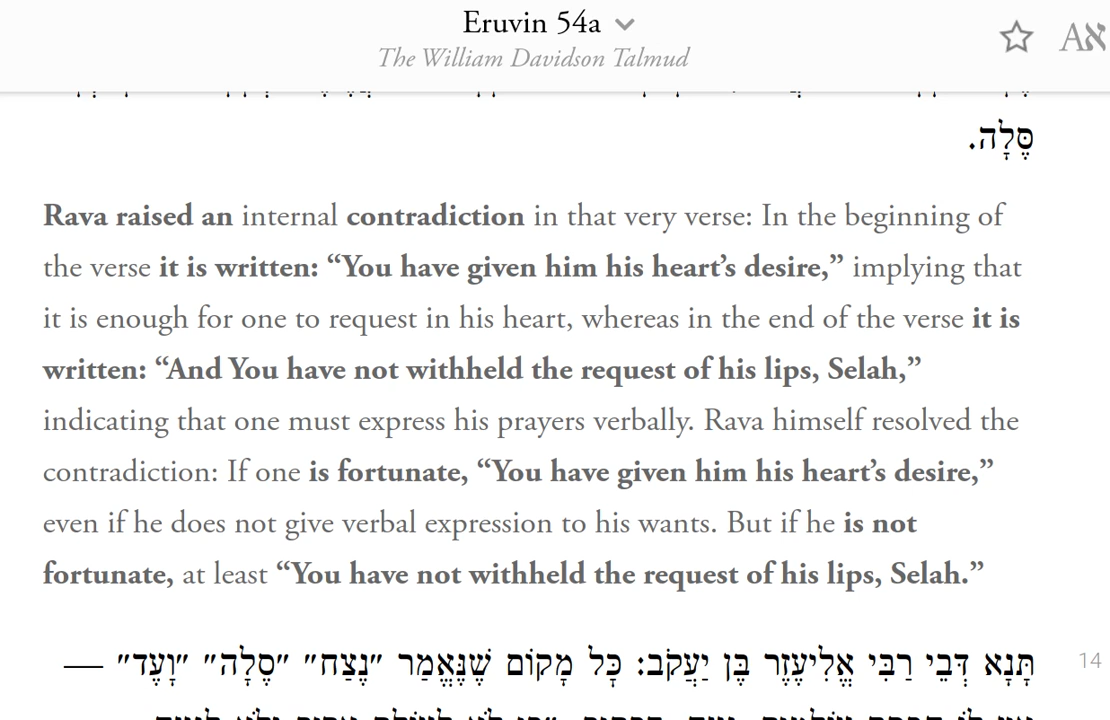 Eruvin 54a
The William Davidson Talmud
Aא
סֶּלָה.
Rava raised an internal contradiction in that very verse: In the beginning of
the verse it is written: “You have given him his heart’s desire,” implying that
it is enough for one to request in his heart, whereas in the end of the verse it is
written: “And You have not withheld the request of his lips, Selah,”
indicating that one must express his prayers verbally. Rava himself resolved the
contradiction: If one is fortunate, “You have given him his heart’s desire,”
even if he does not give verbal expression to his wants. But if he is not
fortunate, at least “You have not withheld the request of his lips, Selah.”
תָּנָא דְּבֵי רַבִּי אֱלִיעֶזֶר בֶּן יַעֲקֹב: כׇּל מָקוֹם שֶׁנֶּאֱמַר ״נֶצַח״ ״סֶלָה״ ״וָעֶד״ —
14